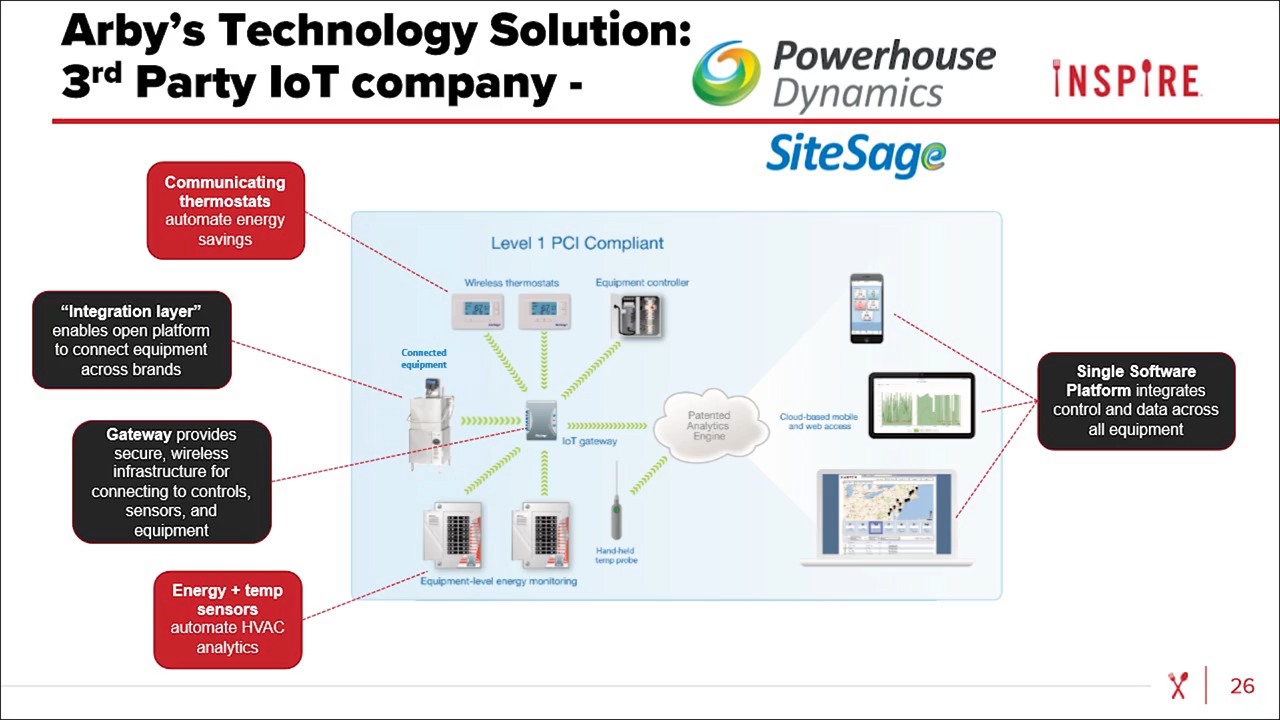 Arby’s Technology Solution:
3rd Party IoT company -
Powerhouse
Dynamics
INSPIRE
SiteSage
Communicating
thermostats
automate energy
savings
“Integration layer”
enables open platform
to connect equipment
across brands
Gateway provides
secure, wireless
infrastructure for
connecting to controls,
sensors, and
equipment
Energy + temp
sensors
automate HVAC
analytics
Level 1 PCI Compliant
Wireless thermostats
Equipment controller
Connected
equipment
IoT gateway
Patented
Analytics
Engine
Cloud-based mobile
and web access
Hand-held
temp probe
Equipment-level energy monitoring
Single Software
Platform integrates
control and data across
all equipment
26